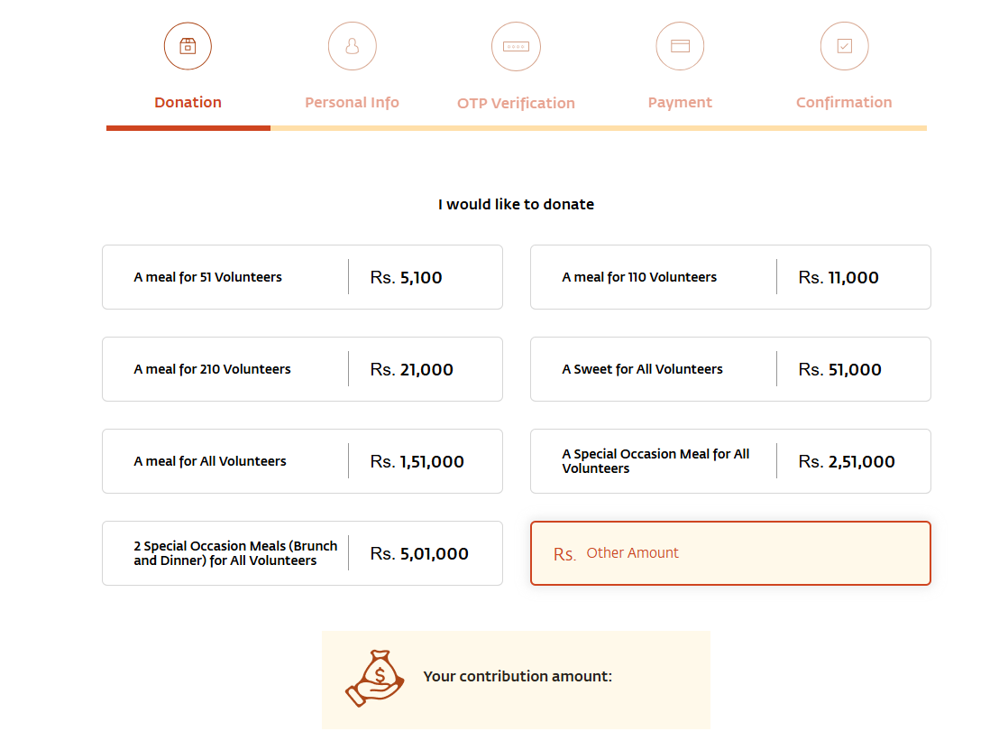 Donation
Personal Info
OTP Verification
Payment
Confirmation
I would like to donate
A meal for 51 Volunteers
Rs. 5,100
A meal for 110 Volunteers
Rs. 11,000
A meal for 210 Volunteers
Rs. 21,000
A Sweet for All Volunteers
Rs. 51,000
A meal for All Volunteers
Rs. 1,51,000
A Special Occasion Meal for All
Volunteers
Rs. 2,51,000
2 Special Occasion Meals (Brunch
and Dinner) for All Volunteers
Rs. 5,01,000
Rs. Other Amount
$
Your contribution amount: